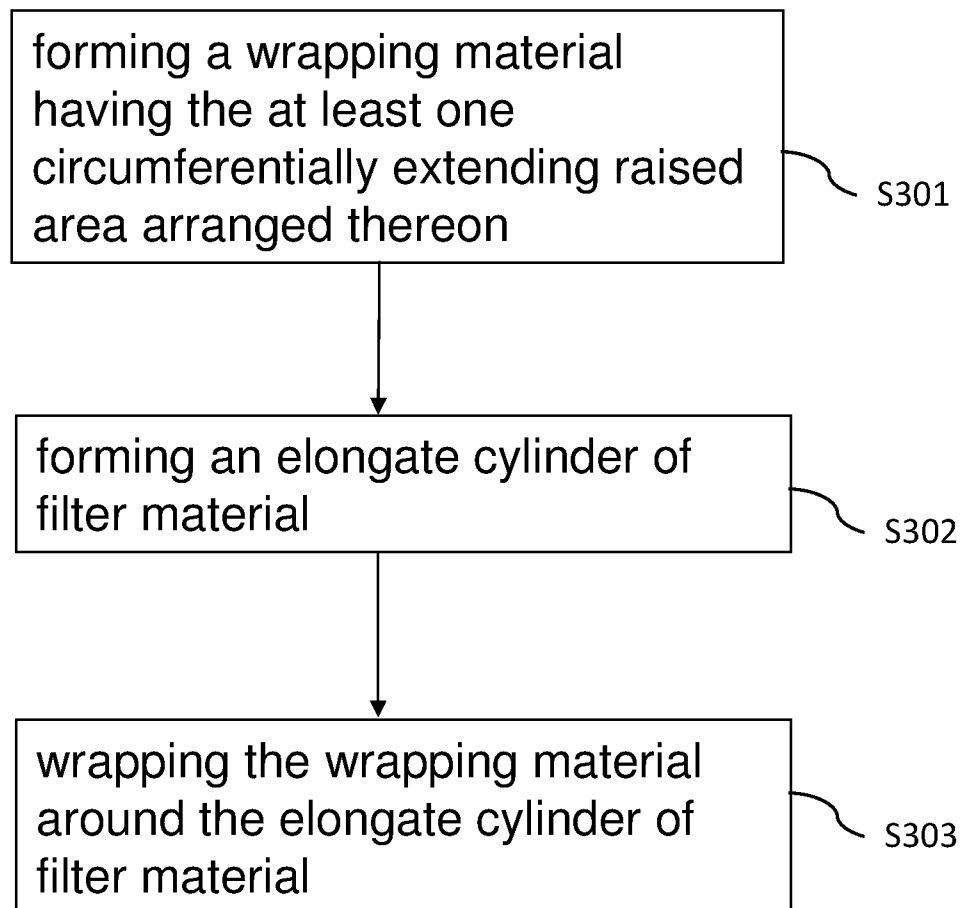 forming a wrapping material
having the at least one
circumferentially extending raised
area arranged thereon
S301
forming an elongate cylinder of
filter material
S302
wrapping the wrapping material
around the elongate cylinder of
filter material
S303